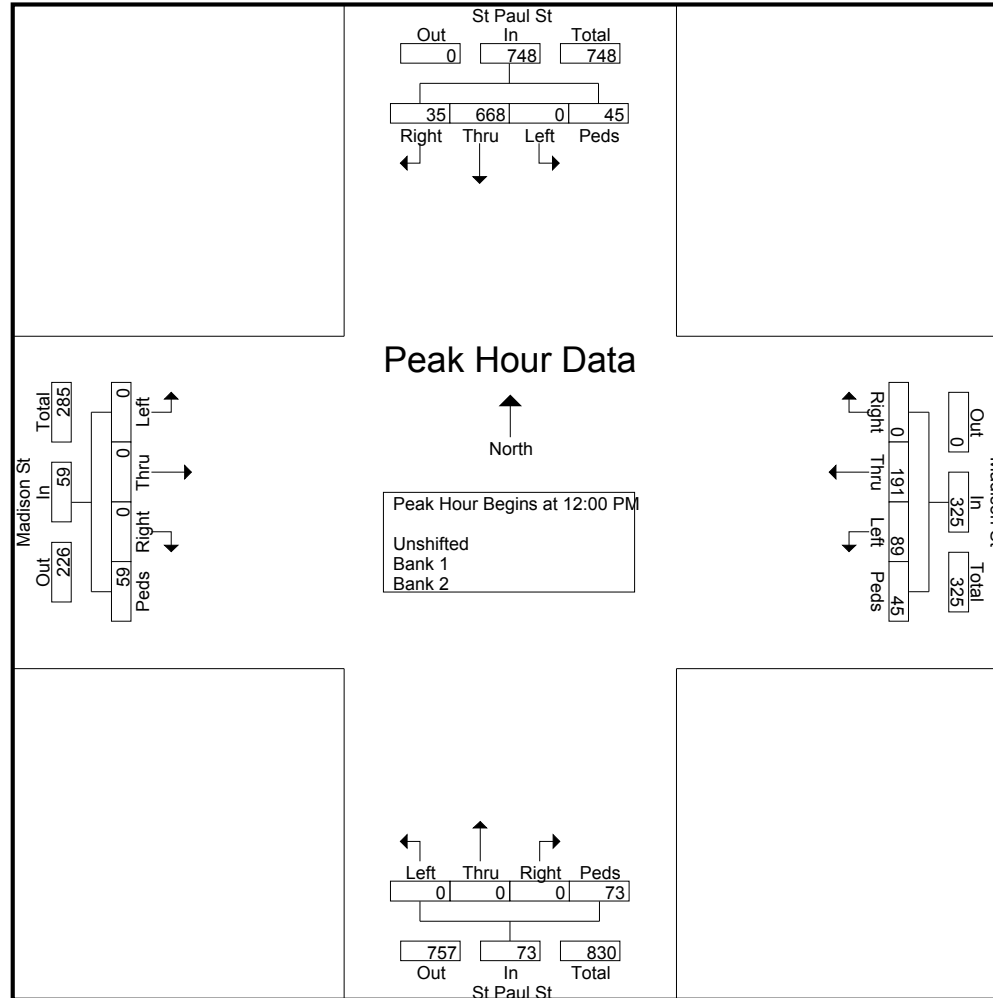 St Paul St
Out In Total
0 748 748
35 668 0 45
Right Thru Left Peds
Peak Hour Data
North
Peak Hour Begins at 12:00 PM
Unshifted
Bank 1
Bank 2
Madison St
Total In Out
285 59 226
0 0 0 59
Left Thru Right Peds
Right Thru Left Peds
0 191 89 45
Out In Total
0 325 325
Madison St
Left Thru Right Peds
0 0 0 73
757 73 830
Out In Total
St Paul St